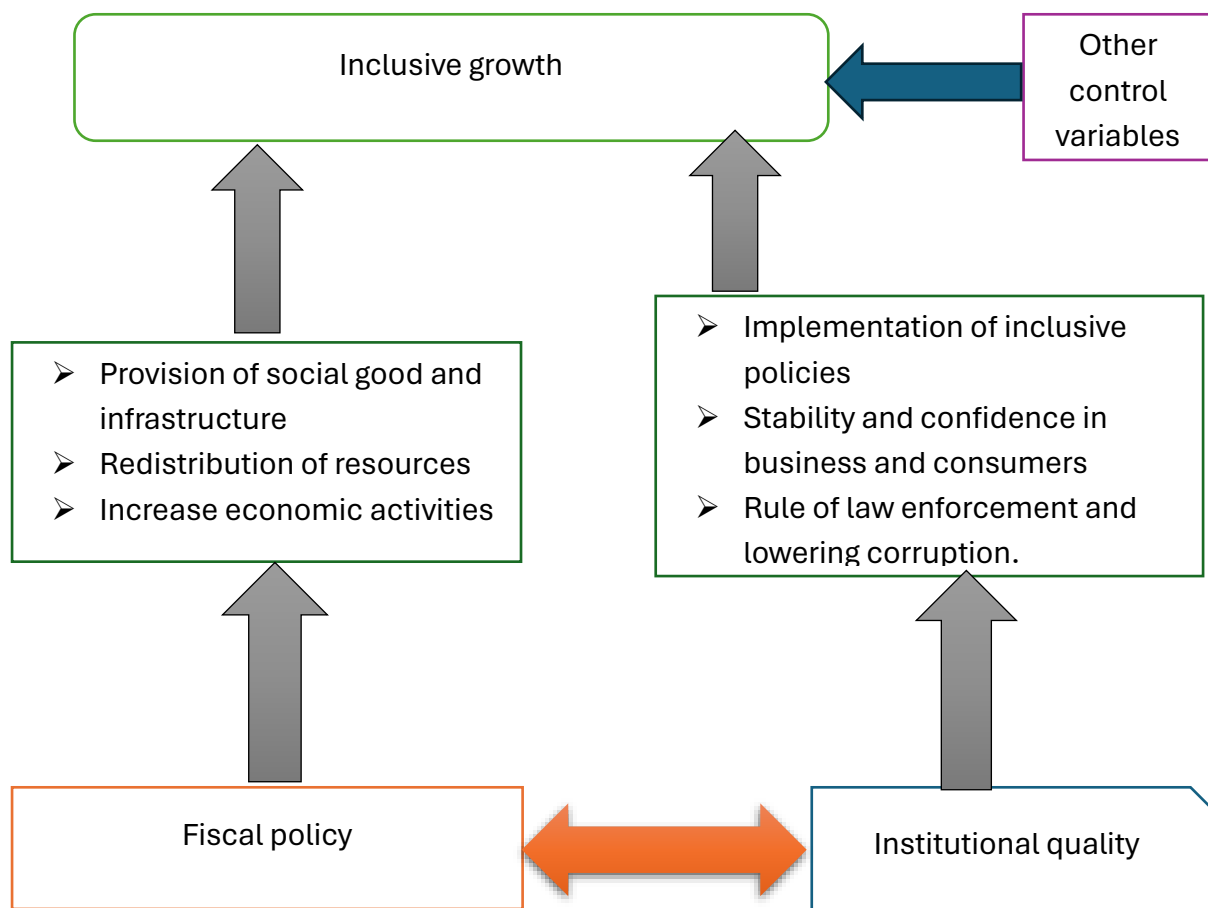 Inclusive growth
Other
control
variables
➢ Provision of social good and
infrastructure
➢ Redistribution of resources
➢ Increase economic activities
➢ Implementation of inclusive
policies
➢ Stability and confidence in
business and consumers
➢ Rule of law enforcement and
lowering corruption.
Fiscal policy
Institutional quality